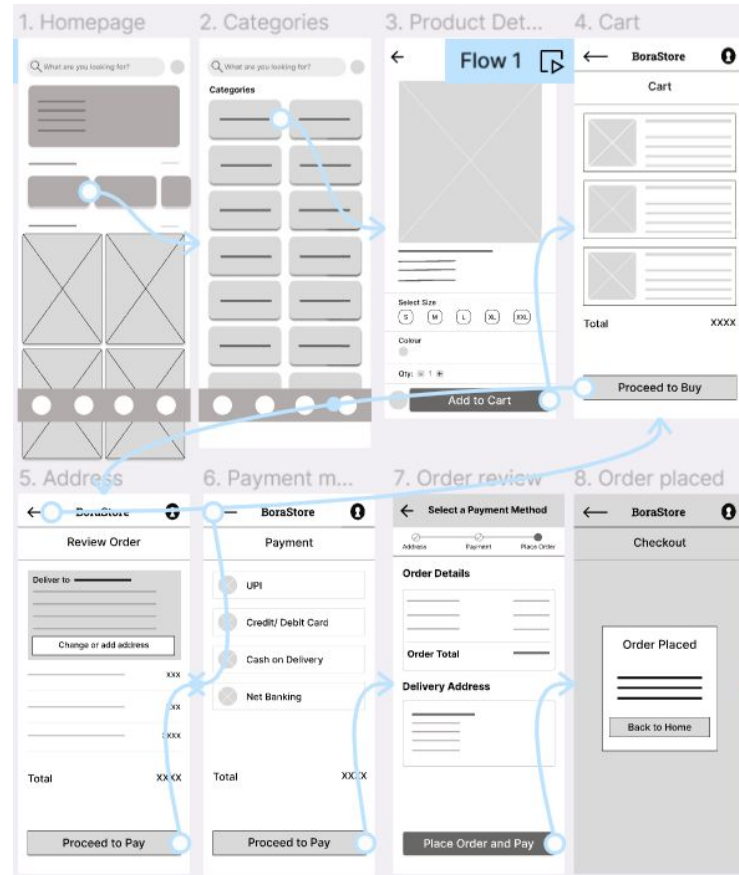 1. Homepage
What are you looking for?
2. Categories
What are you looking for?
Categories
3. Product Det...
Flow 1
Select Size
S M L XL XXL
Colour
Qty: 1
Add to Cart
4. Cart
BoraStore
Cart
Total XXXX
Proceed to Buy
5. Address
BoraStore
Review Order
Deliver to
Change or add address
xxx
xxx
xxxx
Total XXXX
Proceed to Pay
6. Payment m...
BoraStore
Payment
UPI
Credit/ Debit Card
Cash on Delivery
Net Banking
Total XXXX
Proceed to Pay
7. Order review
Select a Payment Method
Address Payment Place Order
Order Details
Order Total
Delivery Address
Place Order and Pay
8. Order placed
BoraStore
Checkout
Order Placed
Back to Home